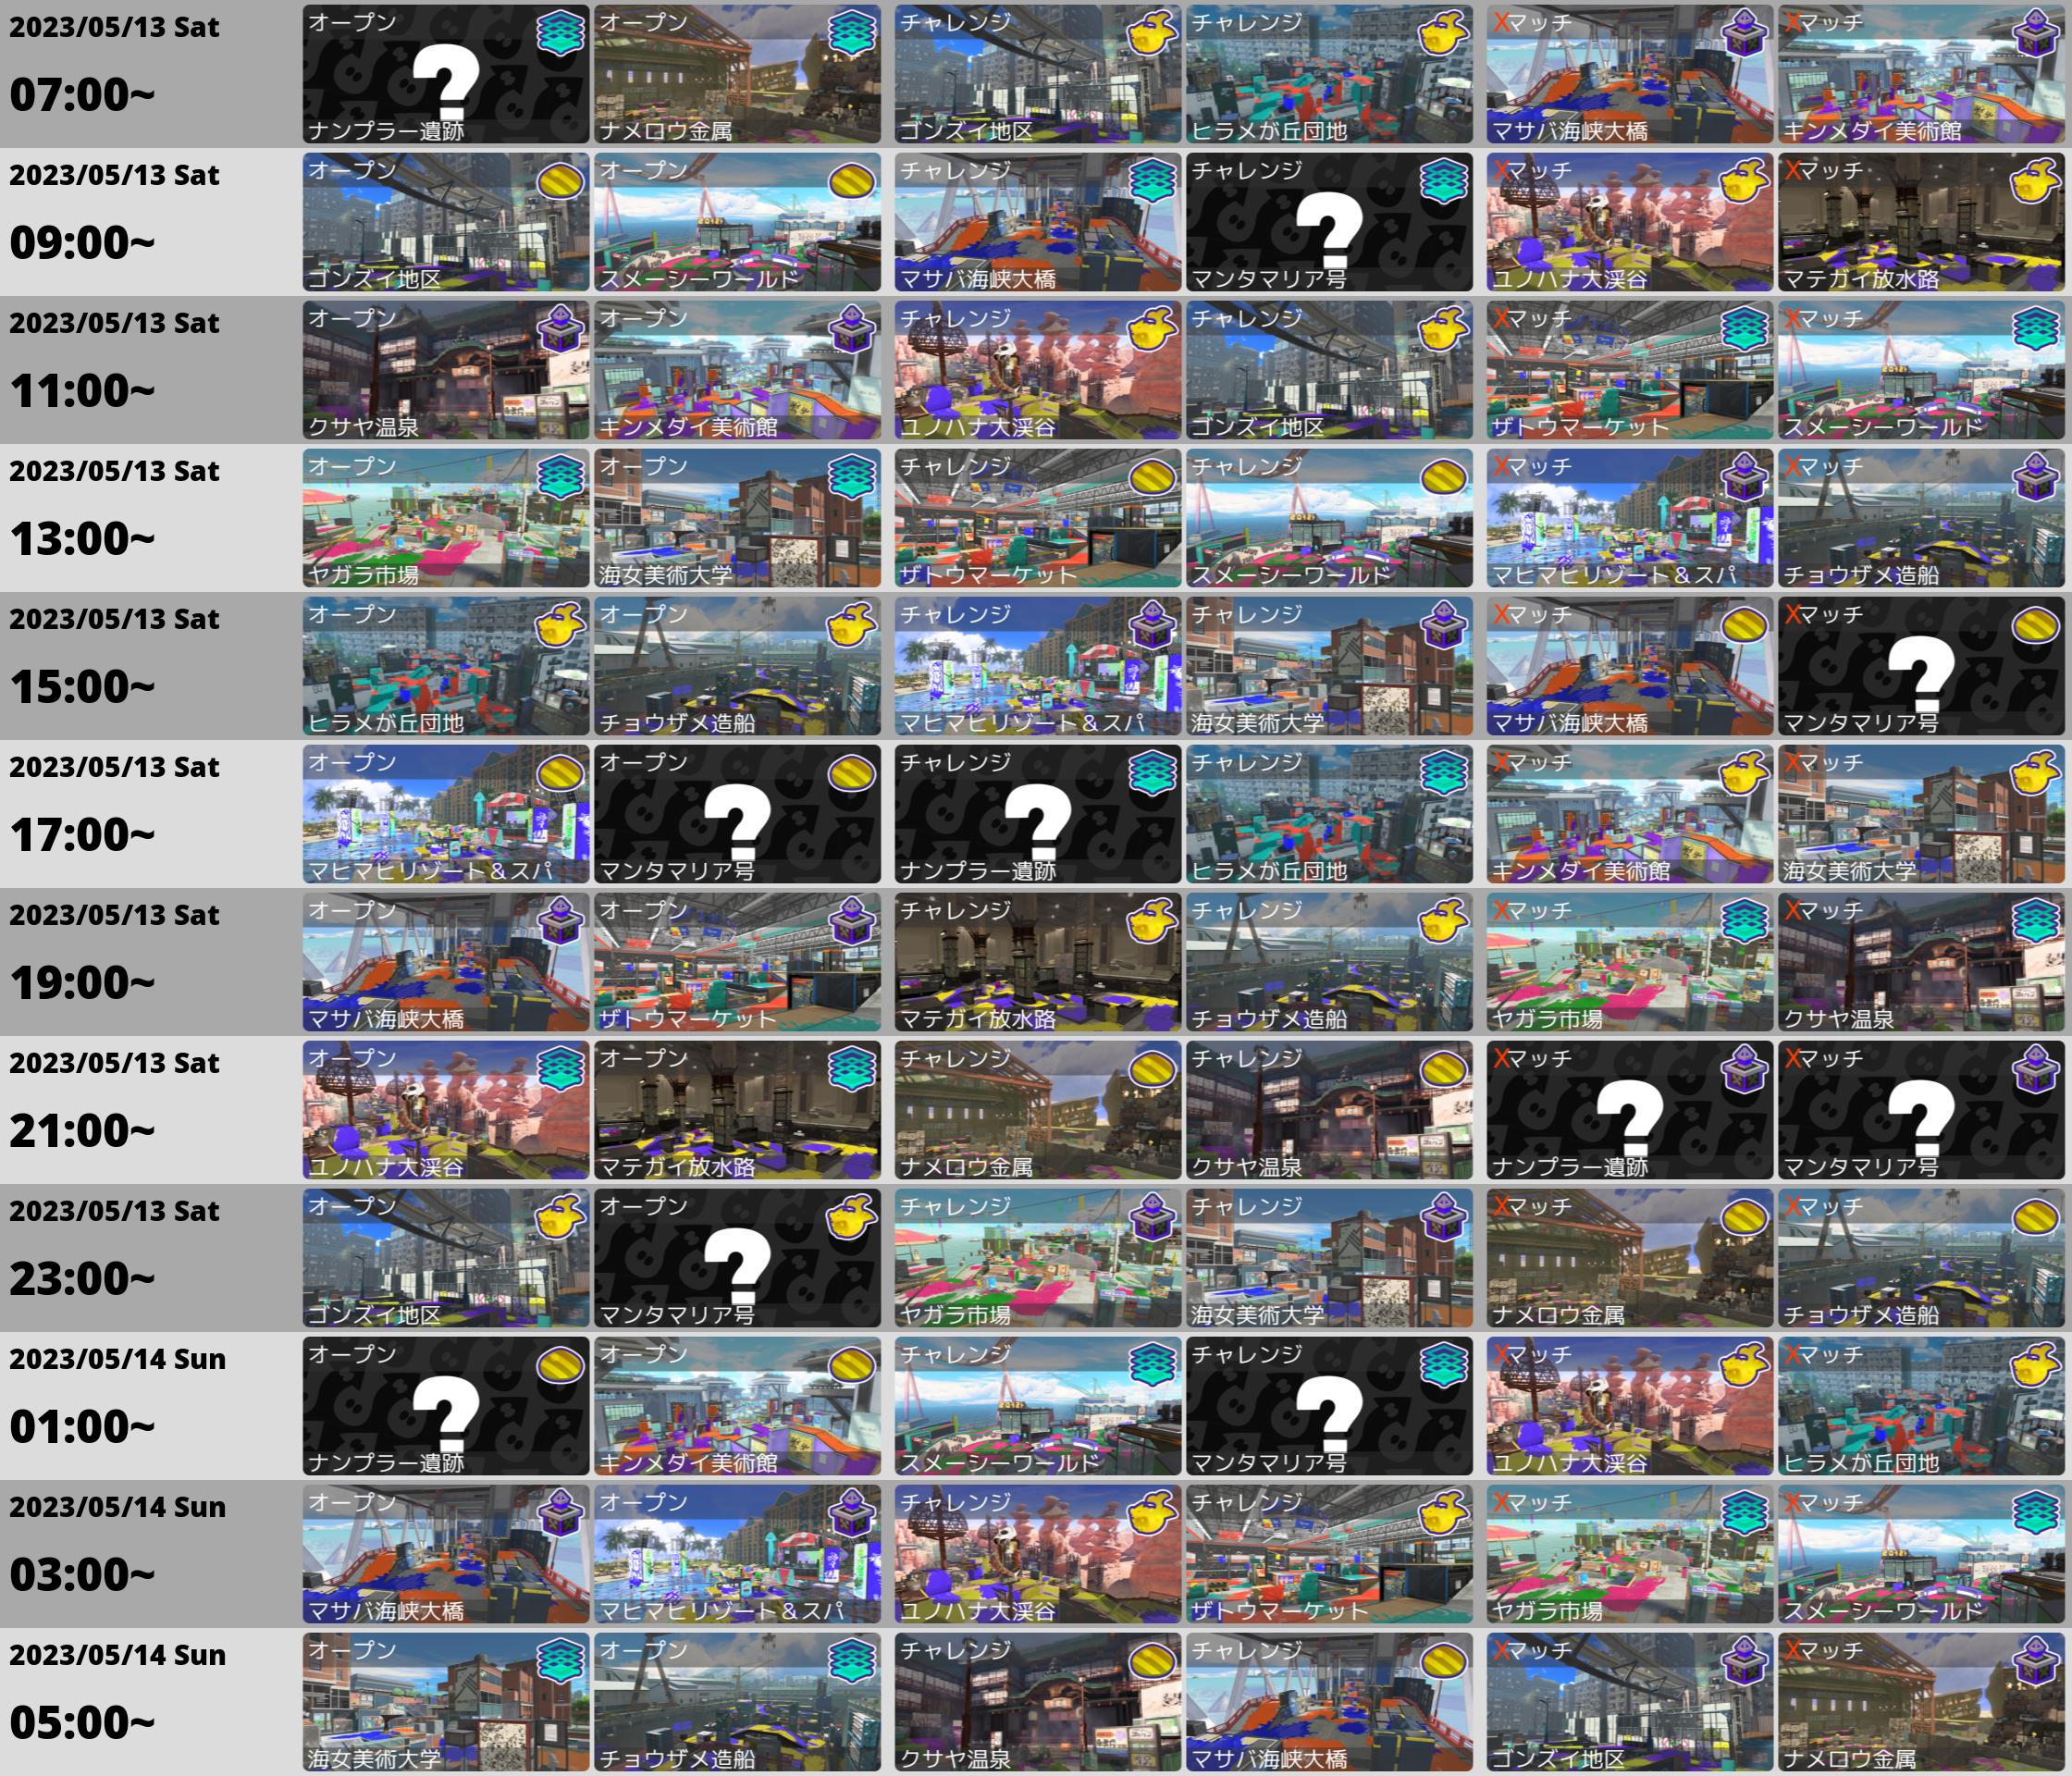 2023/05/13 Sat
07:00~
オープン オープン チャレンジ チャレンジ Xマッチ Xマッチ
ナンプラー遺跡 ナメロウ金属 ゴンズイ地区 ヒラメが丘団地 マサバ海峡大橋 キンメダイ美術館
2023/05/13 Sat
09:00~
オープン オープン チャレンジ チャレンジ Xマッチ Xマッチ
ゴンズイ地区 スメーシーワールド マサバ海峡大橋 マンタマリア号 ユノハナ大渓谷 マテガイ放水路
2023/05/13 Sat
11:00~
オープン オープン チャレンジ チャレンジ Xマッチ Xマッチ
クサヤ温泉 キンメダイ美術館 ユノハナ大渓谷 ゴンズイ地区 ザトウマーケット スメーシーワールド
2023/05/13 Sat
13:00~
オープン オープン チャレンジ チャレンジ Xマッチ Xマッチ
ヤガラ市場 海女美術大学 ザトウマーケット スメーシーワールド マヒマヒリゾート&スパ チョウザメ造船
2023/05/13 Sat
15:00~
オープン オープン チャレンジ チャレンジ Xマッチ Xマッチ
ヒラメが丘団地 チョウザメ造船 マヒマヒリゾート&スパ 海女美術大学 マサバ海峡大橋 マンタマリア号
2023/05/13 Sat
17:00~
オープン オープン チャレンジ チャレンジ Xマッチ Xマッチ
マヒマヒリゾート&スパ マンタマリア号 ナンプラー遺跡 ヒラメが丘団地 キンメダイ美術館 海女美術大学
2023/05/13 Sat
19:00~
オープン オープン チャレンジ チャレンジ Xマッチ Xマッチ
マサバ海峡大橋 ザトウマーケット マテガイ放水路 チョウザメ造船 ヤガラ市場 クサヤ温泉
2023/05/13 Sat
21:00~
オープン オープン チャレンジ チャレンジ Xマッチ Xマッチ
ユノハナ大渓谷 マテガイ放水路 ナメロウ金属 クサヤ温泉 ナンプラー遺跡 マンタマリア号
2023/05/13 Sat
23:00~
オープン オープン チャレンジ チャレンジ Xマッチ Xマッチ
ゴンズイ地区 マンタマリア号 ヤガラ市場 海女美術大学 ナメロウ金属 チョウザメ造船
2023/05/14 Sun
01:00~
オープン オープン チャレンジ チャレンジ Xマッチ Xマッチ
ナンプラー遺跡 キンメダイ美術館 スメーシーワールド マンタマリア号 ユノハナ大渓谷 ヒラメが丘団地
2023/05/14 Sun
03:00~
オープン オープン チャレンジ チャレンジ Xマッチ Xマッチ
マサバ海峡大橋 マヒマヒリゾート&スパ ユノハナ大渓谷 ザトウマーケット ヤガラ市場 スメーシーワールド
2023/05/14 Sun
05:00~
オープン オープン チャレンジ チャレンジ Xマッチ Xマッチ
海女美術大学 チョウザメ造船 クサヤ温泉 マサバ海峡大橋 ゴンズイ地区 ナメロウ金属